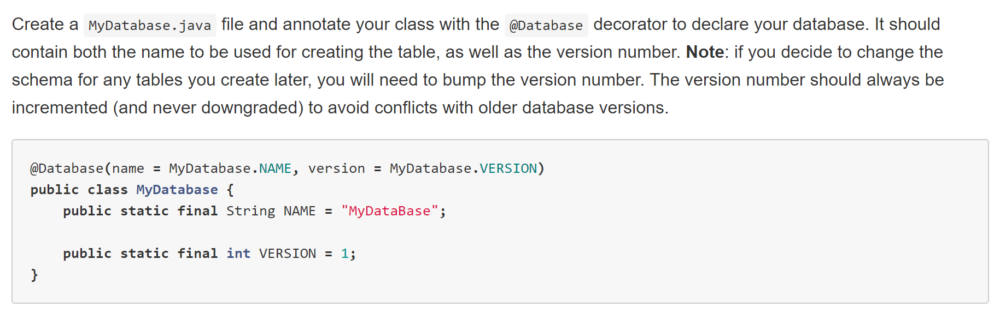 Create a MyDatabase.java file and annotate your class with the @Database decorator to declare your database. It should
contain both the name to be used for creating the table, as well as the version number. Note: if you decide to change the
schema for any tables you create later, you will need to bump the version number. The version number should always be
incremented (and never downgraded) to avoid conflicts with older database versions.
@Database(name = MyDatabase.NAME, version = MyDatabase.VERSION)
public class MyDatabase {
    public static final String NAME = "MyDataBase";
    public static final int VERSION = 1;
}